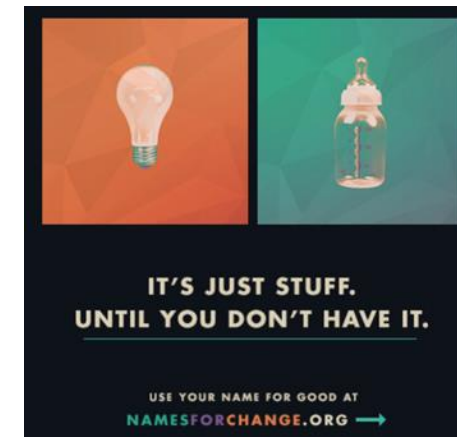 IT'S JUST STUFF.
UNTIL YOU DON'T HAVE IT.
USE YOUR NAME FOR GOOD AT
NAMESFORCHANGE.ORG